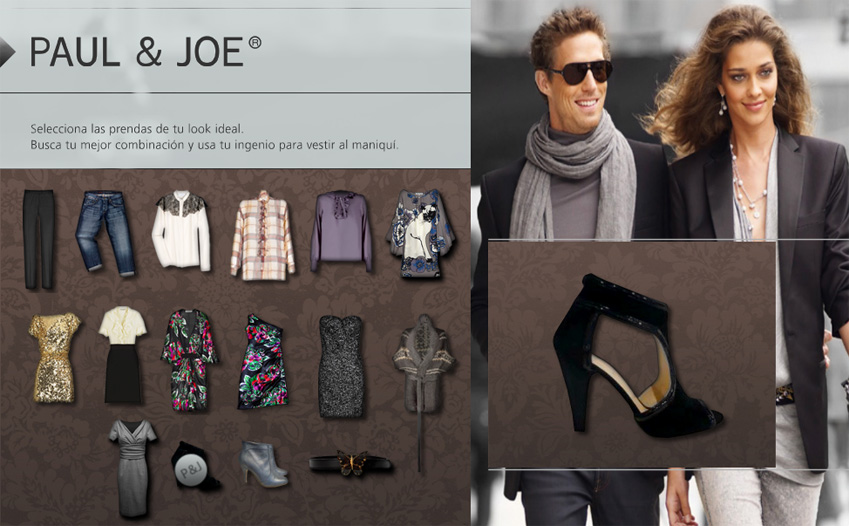 PAUL & JOE®
Selecciona las prendas de tu look ideal.
Busca tu mejor combinación y usa tu ingenio para vestir al maniquí.
P&J